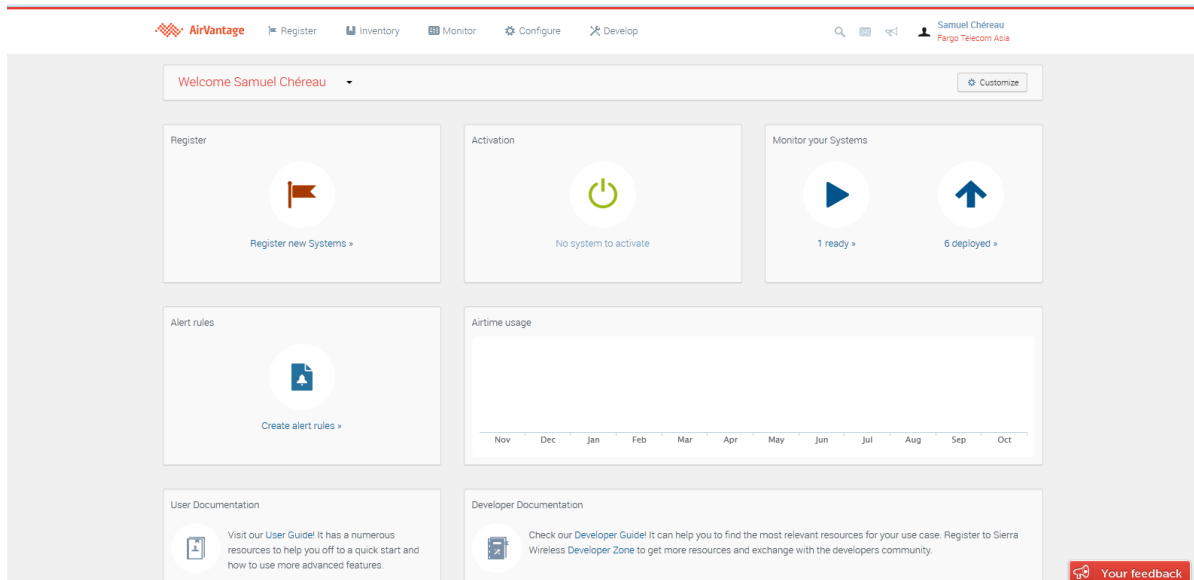 AirVantage Register Inventory Monitor Configure Develop
Samuel Chéreau
Fargo Telecom Asia
Welcome Samuel Chéreau
Customize
Register
Register new Systems »
Activation
No system to activate
Monitor your Systems
1 ready »
6 deployed »
Alert rules
Create alert rules »
Airtime usage
Nov Dec Jan Feb Mar Apr May Jun Jul Aug Sep Oct
User Documentation
Visit our User Guide! It has a numerous
resources to help you off to a quick start and
how to use more advanced features.
Developer Documentation
Check our Developer Guide! It can help you to find the most relevant resources for your use case. Register to Sierra
Wireless Developer Zone to get more resources and exchange with the developers community.
Your feedback